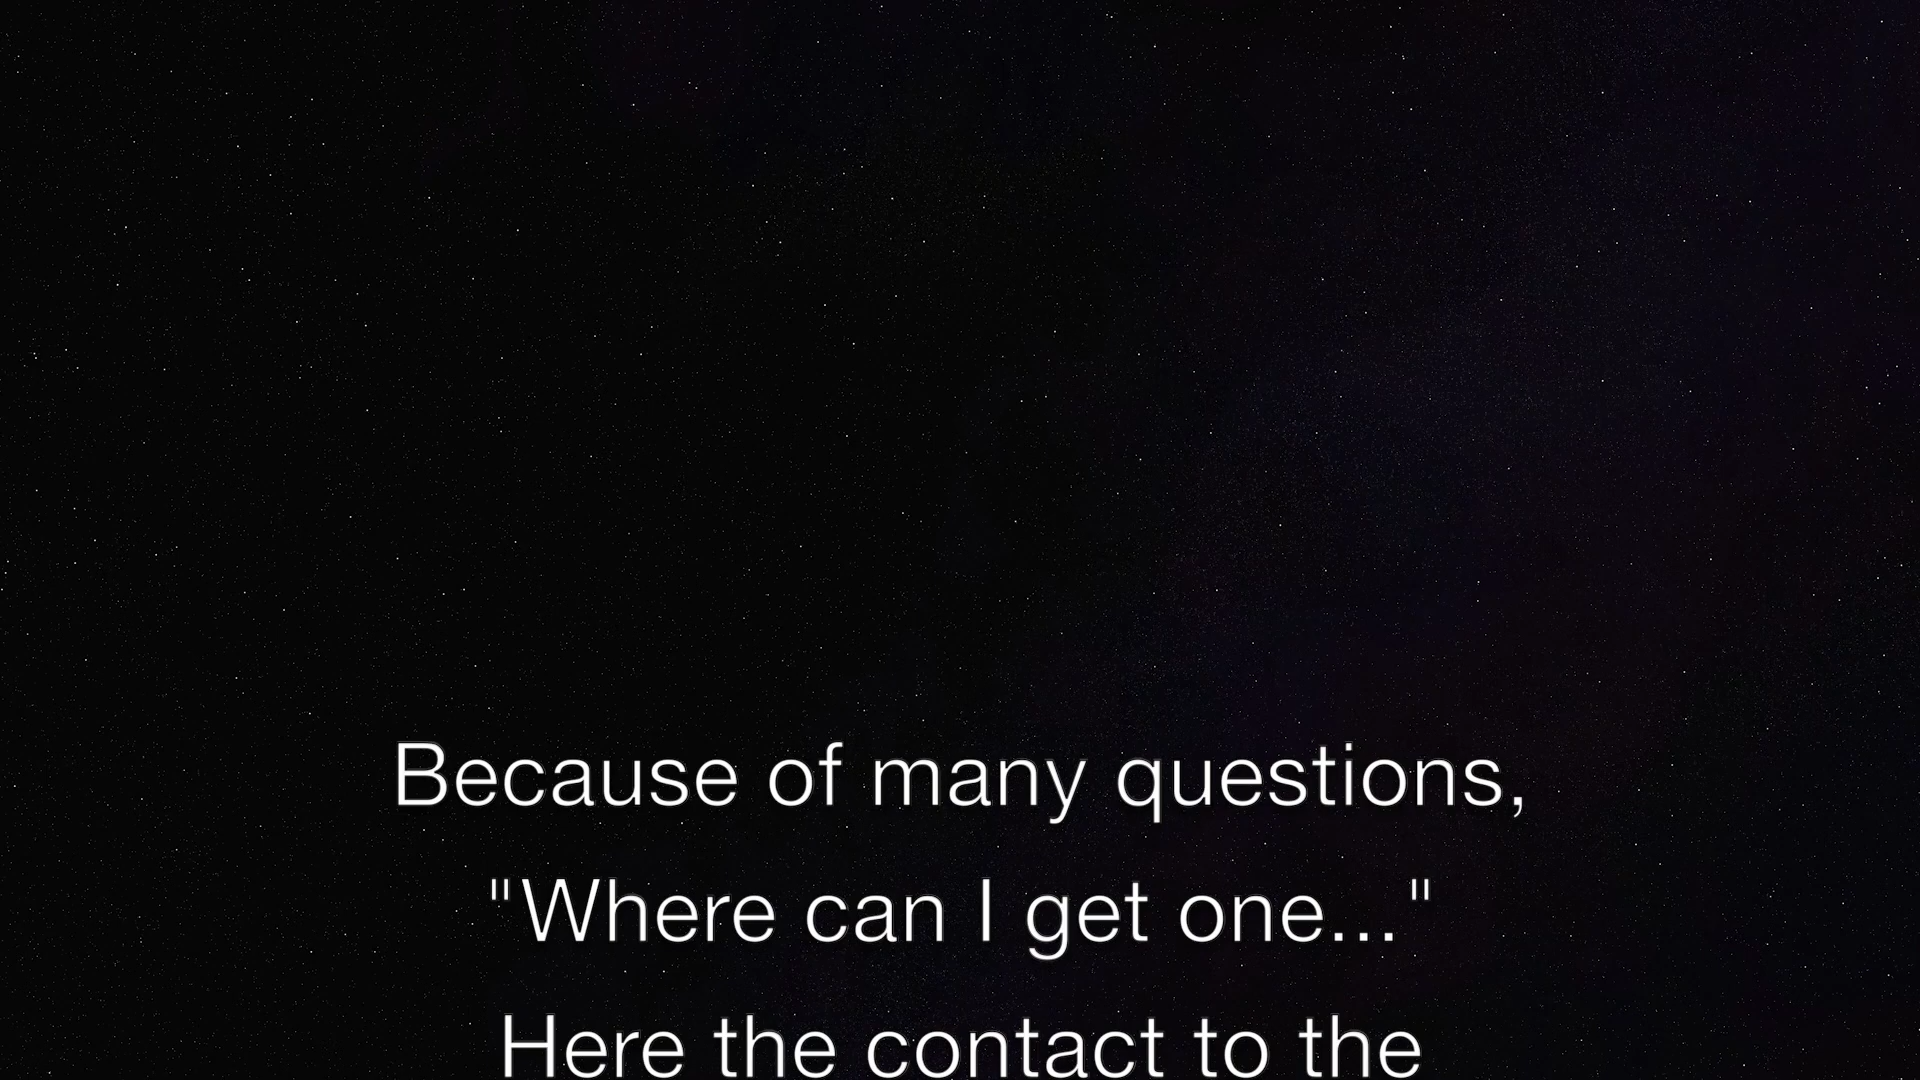 Because of many questions,
"Where can I get one..."
Here the contact to the